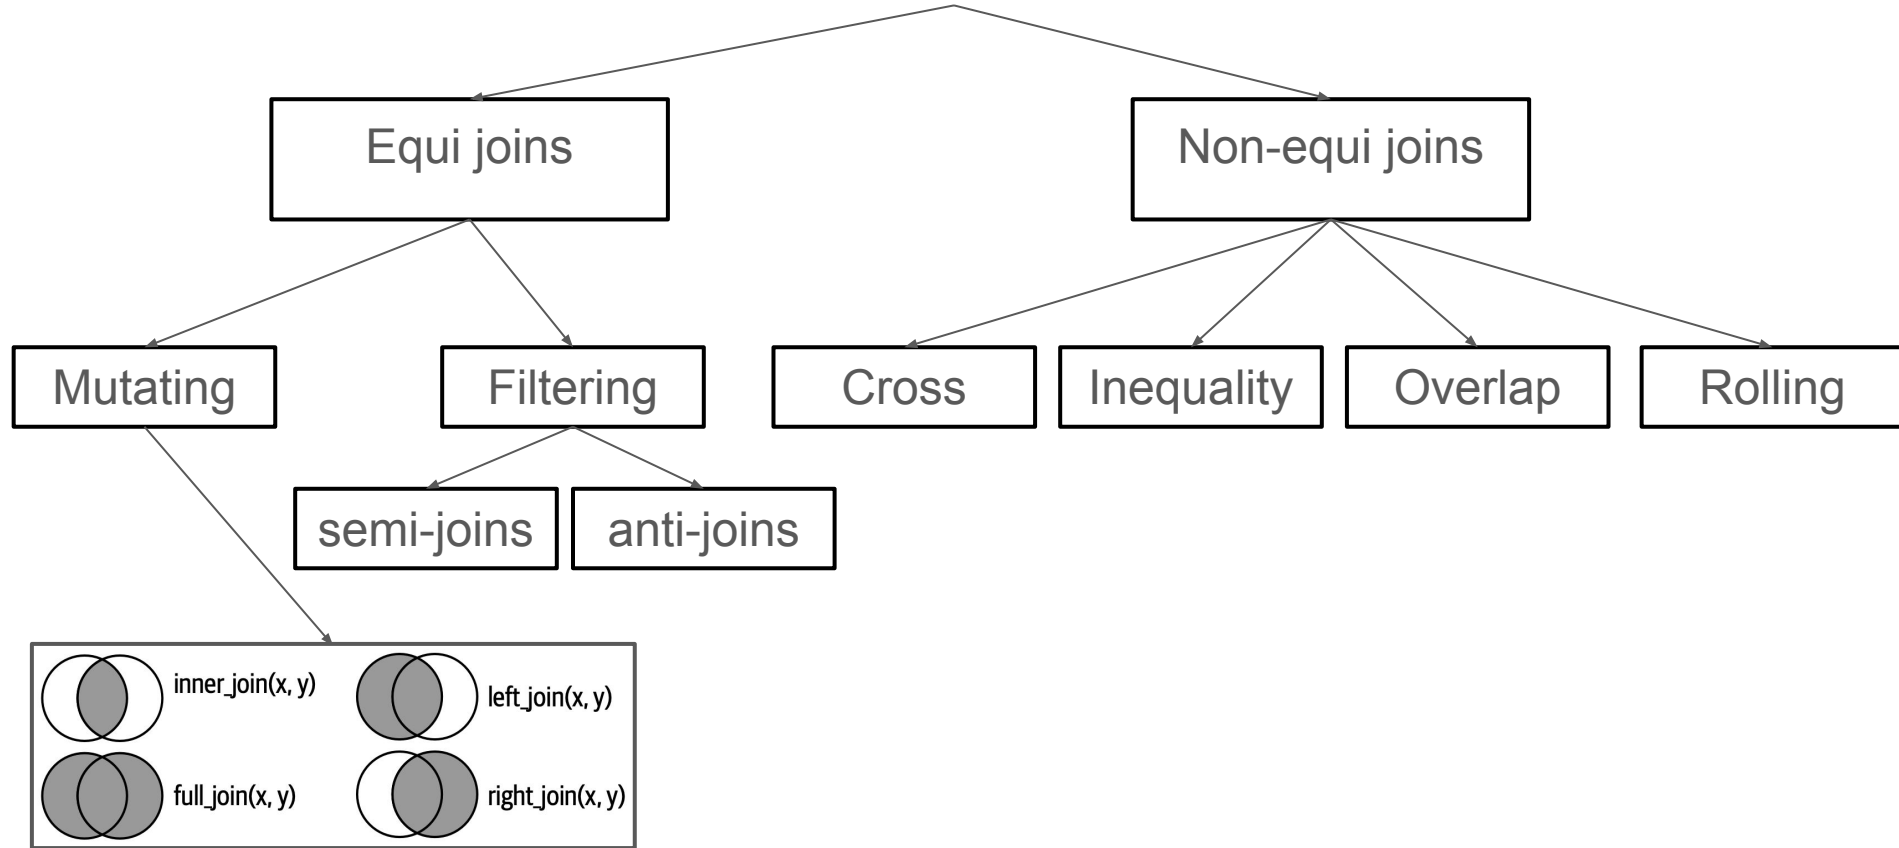 Equi joins
Non-equi joins
Mutating
Filtering
Cross
Inequality
Overlap
Rolling
semi-joins
anti-joins
inner_join(x, y)
left_join(x, y)
full_join(x, y)
right_join(x, y)